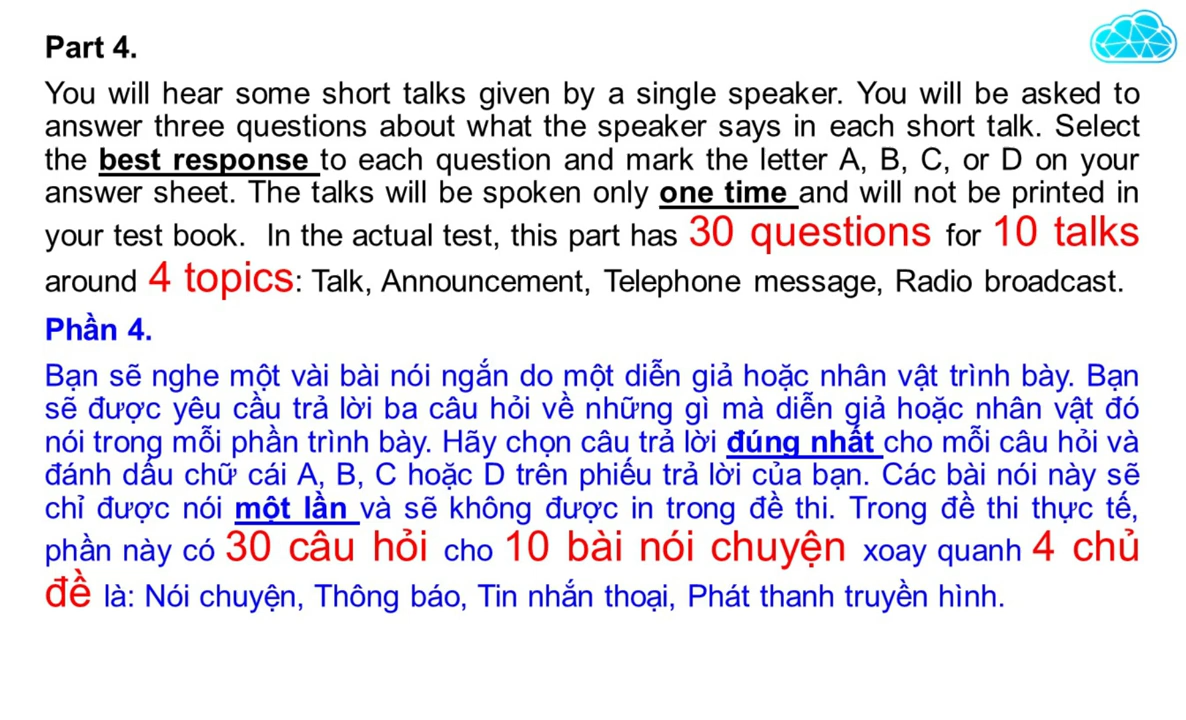 Part 4.
You will hear some short talks given by a single speaker. You will be asked to
answer three questions about what the speaker says in each short talk. Select
the best response to each question and mark the letter A, B, C, or D on your
answer sheet. The talks will be spoken only one time and will not be printed in
your test book. In the actual test, this part has 30 questions for 10 talks
around 4 topics: Talk, Announcement, Telephone message, Radio broadcast.
Phần 4.
Bạn sẽ nghe một vài bài nói ngắn do một diễn giả hoặc nhân vật trình bày. Bạn
sẽ được yêu cầu trả lời ba câu hỏi về những gì mà diễn giả hoặc nhân vật đó
nói trong mỗi phần trình bày. Hãy chọn câu trả lời đúng nhất cho mỗi câu hỏi và
đánh dấu chữ cái A, B, C hoặc D trên phiếu trả lời của bạn. Các bài nói này sẽ
chỉ được nói một lần và sẽ không được in trong đề thi. Trong đề thi thực tế,
phần này có 30 câu hỏi cho 10 bài nói chuyện xoay quanh 4 chủ
đề là: Nói chuyện, Thông báo, Tin nhắn thoại, Phát thanh truyền hình.